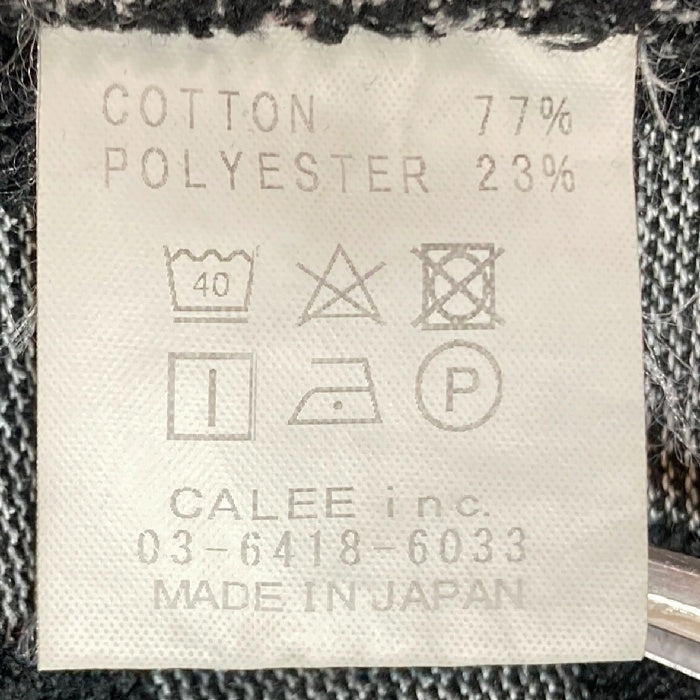 COTTON 77%
POLYESTER 23%
40
P
CALEE inc.
03-6418-6033
MADE IN JAPAN